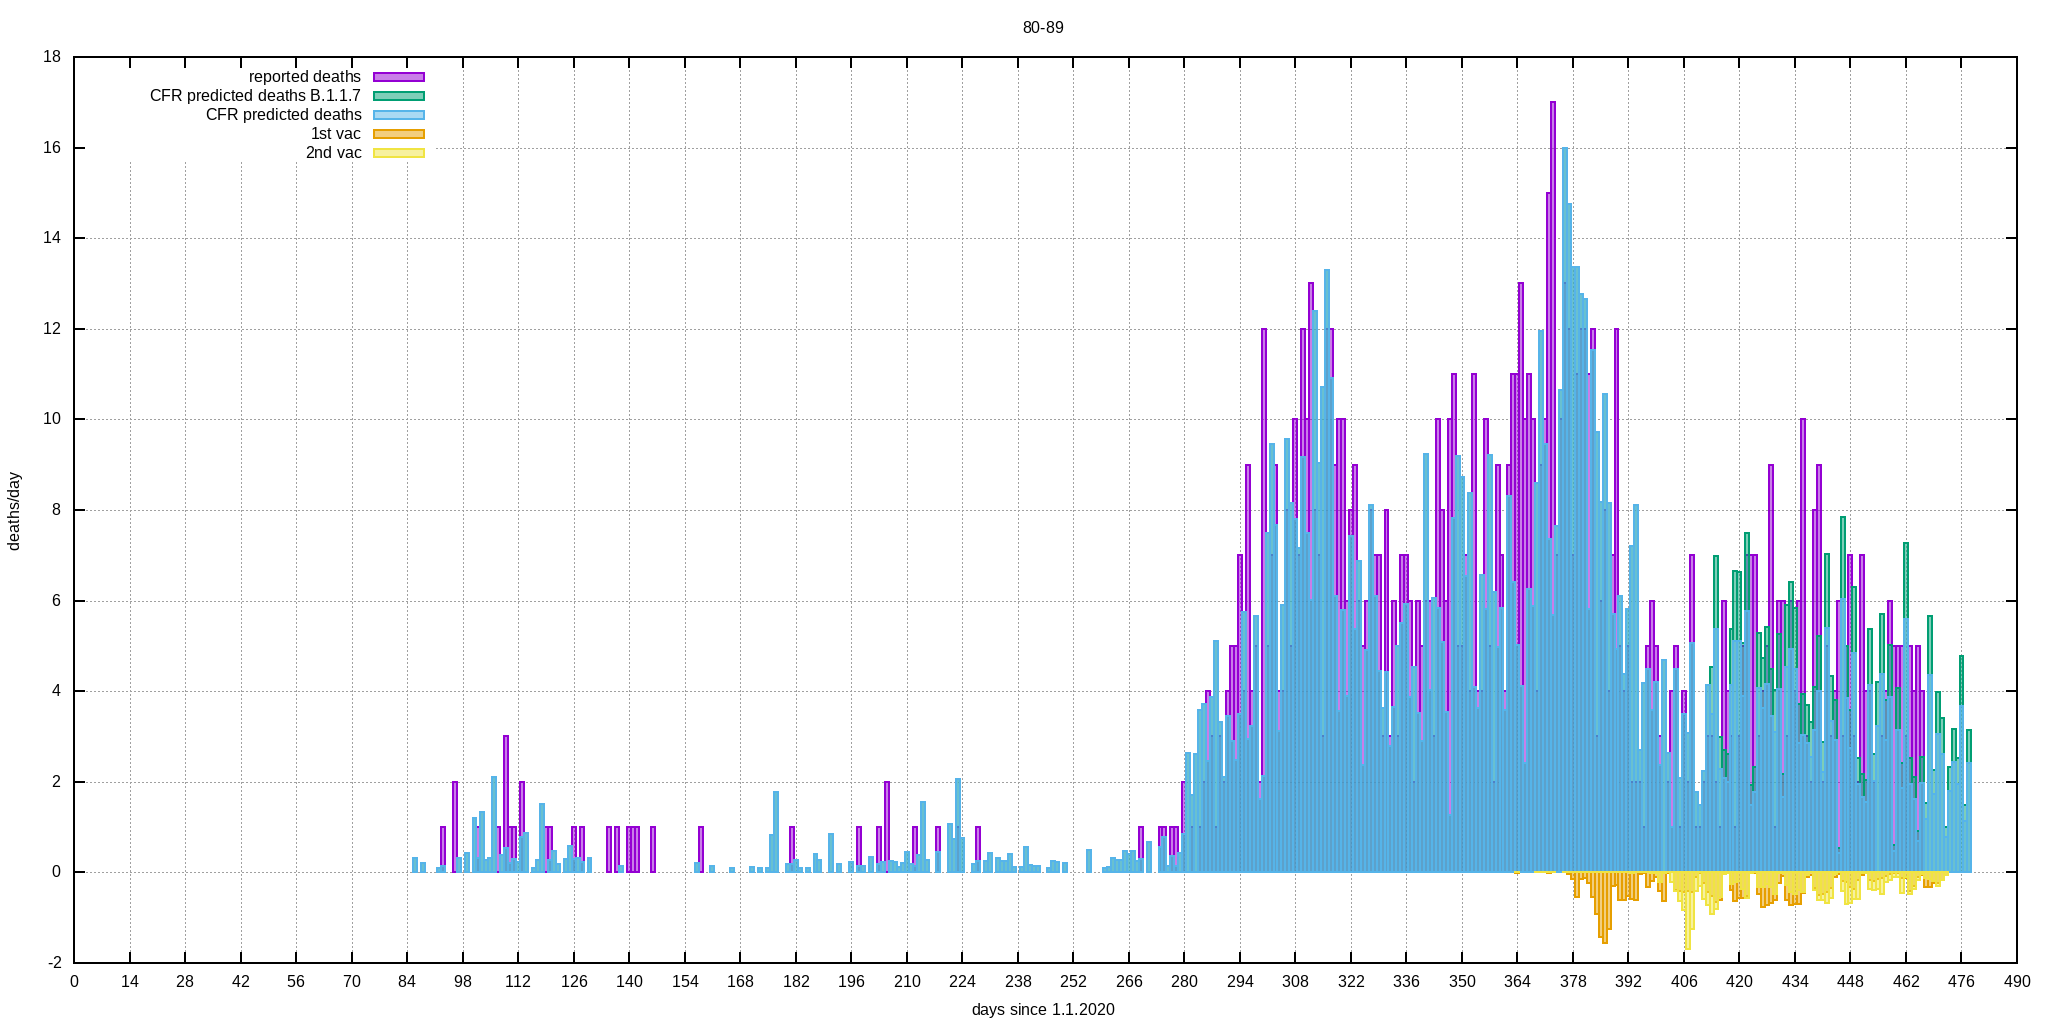 80-89
reported deaths
CFR predicted deaths B.1.1.7
CFR predicted deaths
1st vac
2nd vac
18
16
14
12
10
8
6
4
2
0
-2
deaths/day
0 14 28 42 56 70 84 98 112 126 140 154 168 182 196 210 224 238 252 266 280 294 308 322 336 350 364 378 392 406 420 434 448 462 476 490
days since 1.1.2020